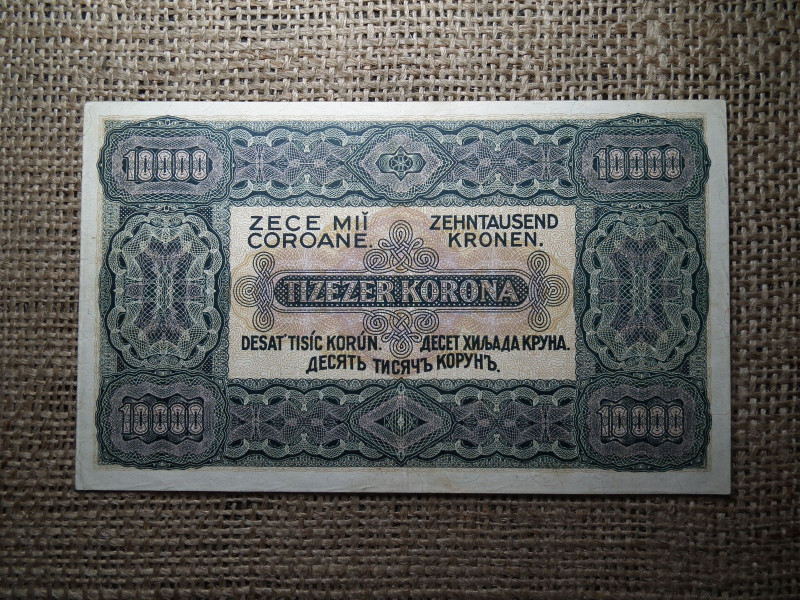 10000
10000
ZECE MIĬ
COROANE.
ZEHNTAUSEND
KRONEN.
TIZEZER KORONA
DESAT' TISÍC KORÚN.
ДЕСЕТ ХИЉАДА КРУНА.
ДЕСЯТЬ ТИСЯЧЪ КОРУНЪ.
10000
10000